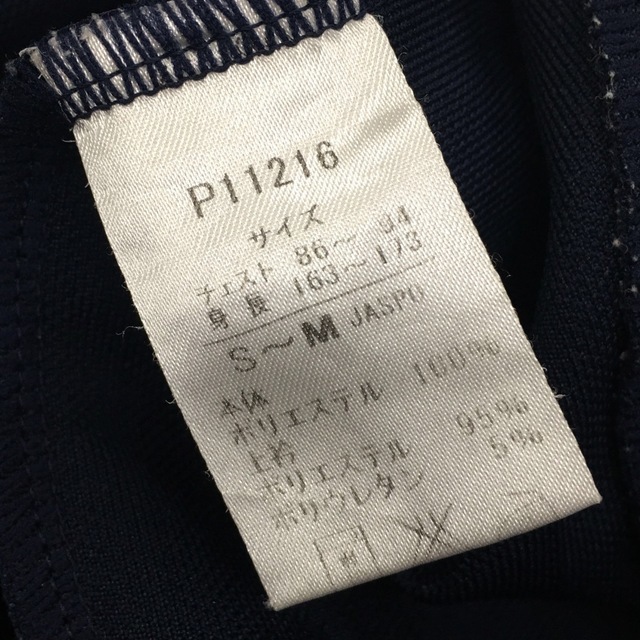 P11216
サイズ
チェスト 86～94
身長 163～173
S～M JASPO
本体
ポリエステル 100%
上衿
ポリエステル 95%
ポリウレタン 5%